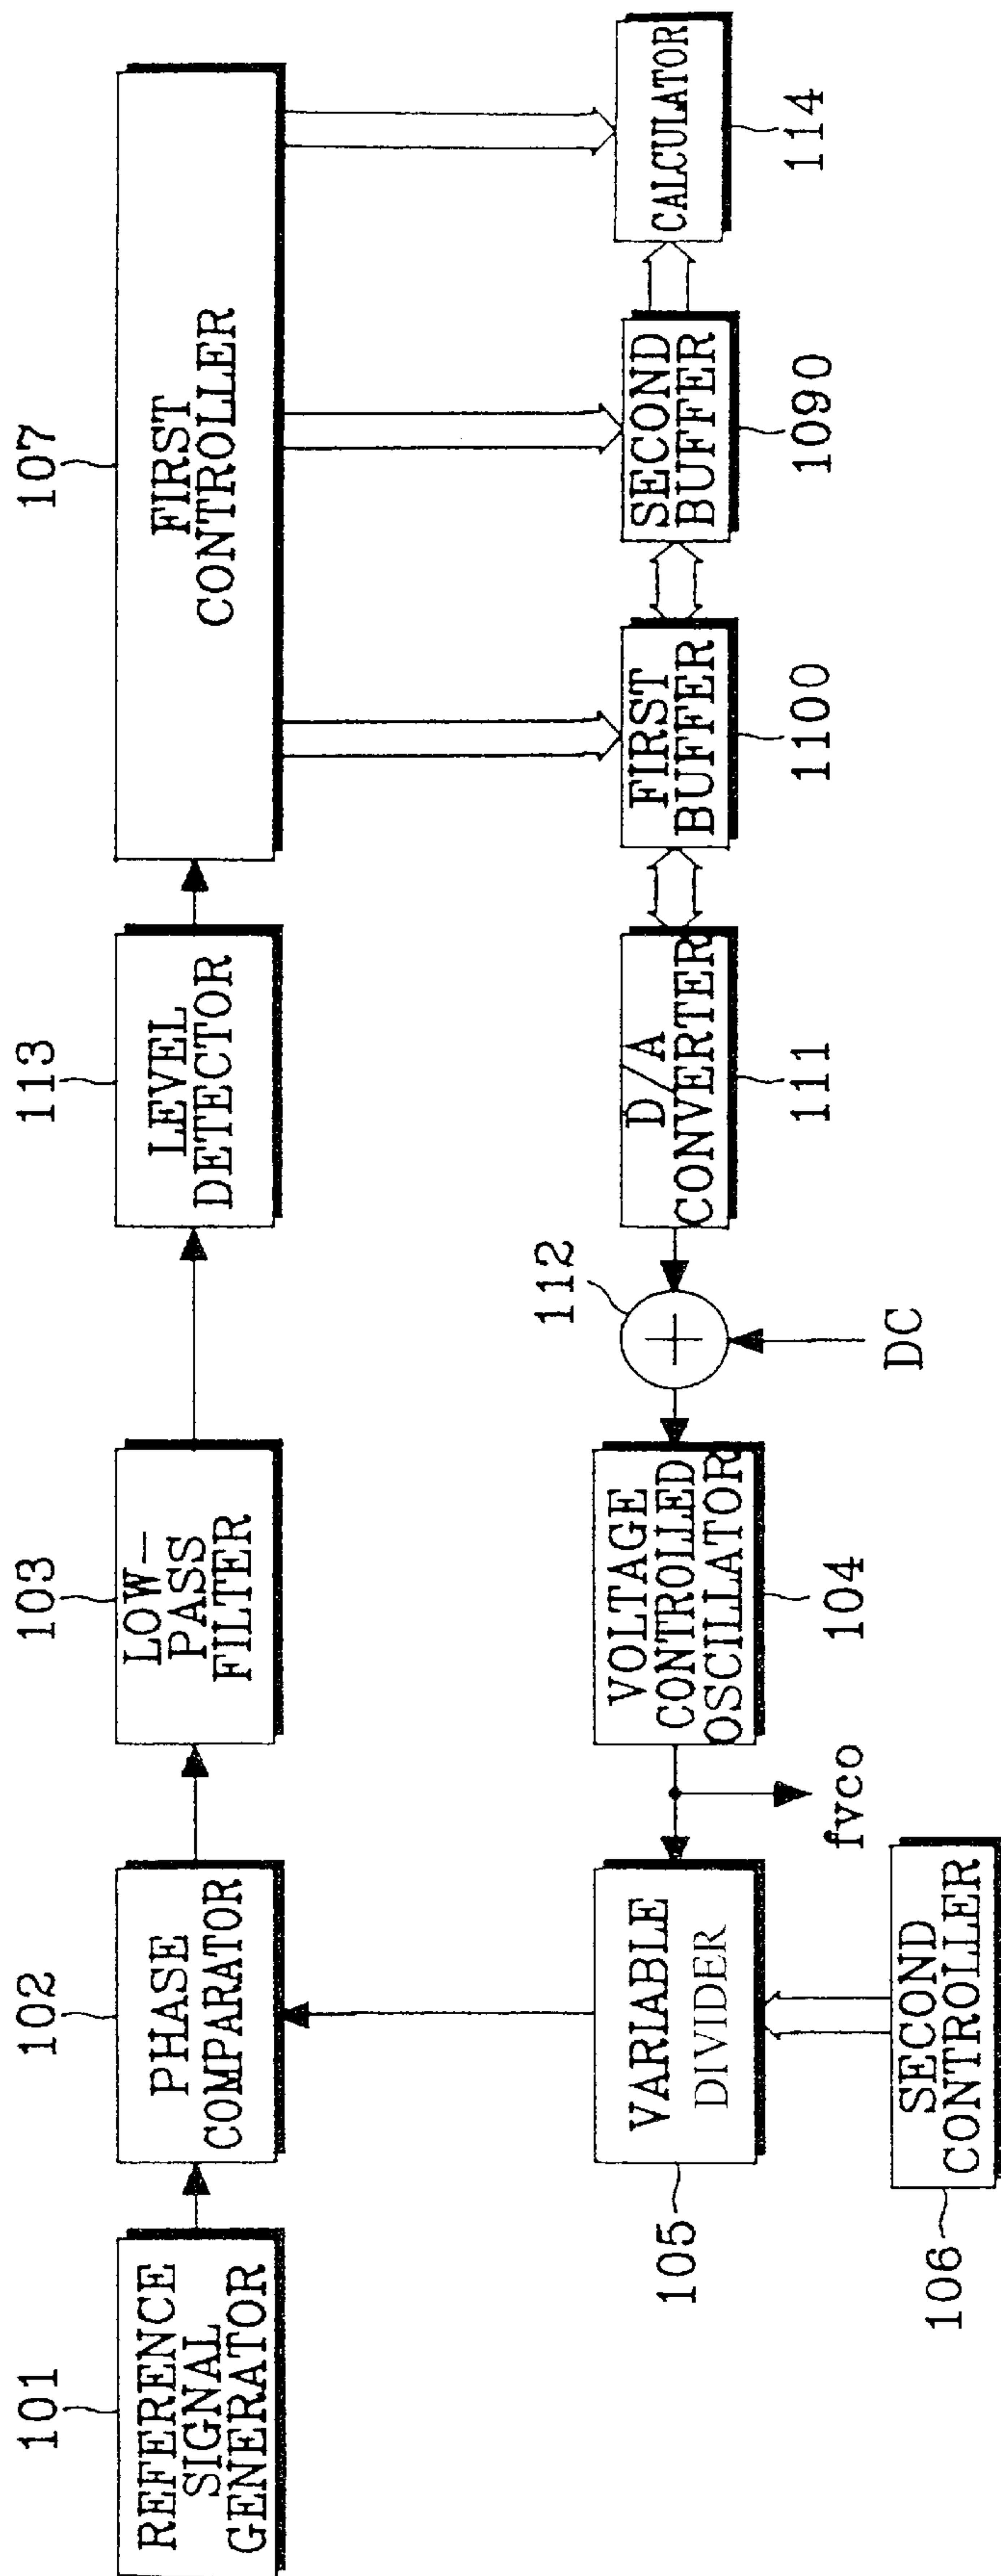 101
REFERENCE
SIGNAL
GENERATOR
102
PHASE
COMPARATOR
103
LOW-
PASS
FILTER
113
LEVEL
DETECTOR
107
FIRST
CONTROLLER
105
VARIABLE
DIVIDER
fvco
VOLTAGE
CONTROLLED
OSCILLATOR
104
112
DC
D/A
CONVERTER
111
FIRST
BUFFER
1100
SECOND
BUFFER
1090
CALCULATOR
114
106
SECOND
CONTROLLER